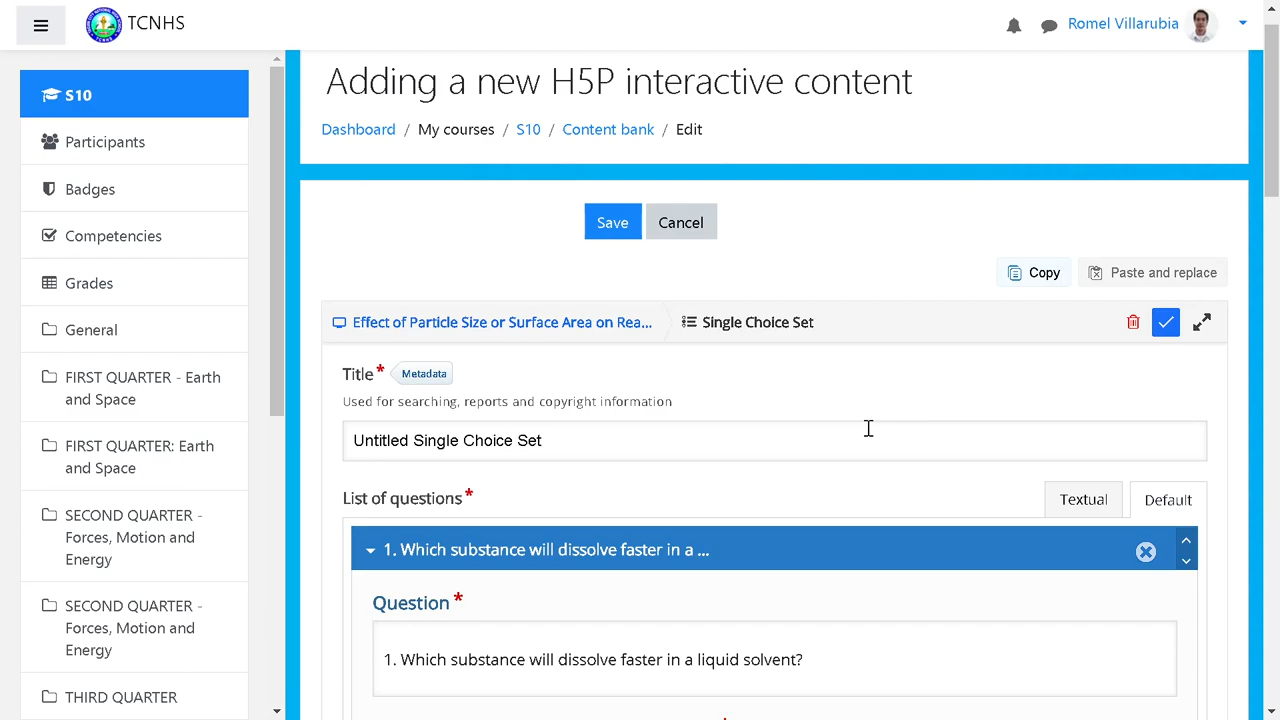 TCNHS
Romel Villarubia
S10
Participants
Badges
Competencies
Grades
General
FIRST QUARTER - Earth
and Space
FIRST QUARTER: Earth
and Space
SECOND QUARTER -
Forces, Motion and
Energy
SECOND QUARTER -
Forces, Motion and
Energy
THIRD QUARTER
Adding a new H5P interactive content
Dashboard / My courses / S10 / Content bank / Edit
Save Cancel
Copy Paste and replace
Effect of Particle Size or Surface Area on Rea... Single Choice Set
Title* Metadata
Used for searching, reports and copyright information
Untitled Single Choice Set
List of questions* Textual Default
1. Which substance will dissolve faster in a ...
Question *
1. Which substance will dissolve faster in a liquid solvent?